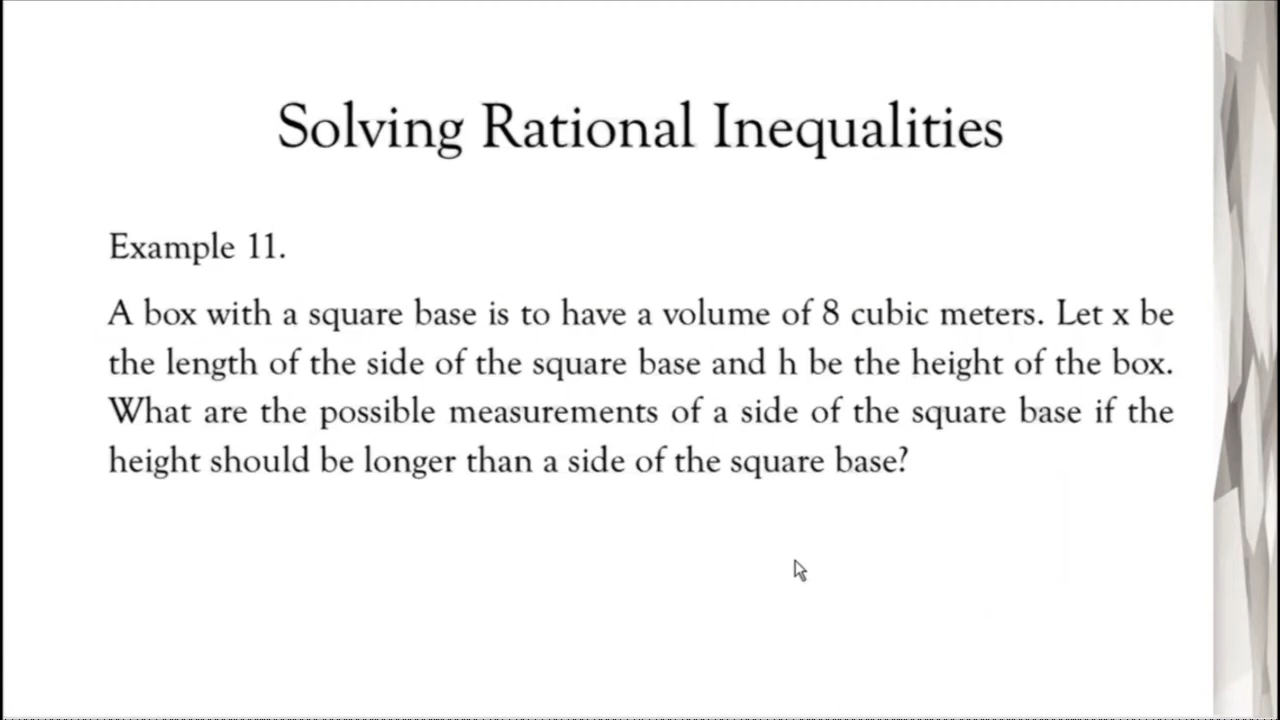 Solving Rational Inequalities
Example 11.
A box with a square base is to have a volume of 8 cubic meters. Let x be
the length of the side of the square base and h be the height of the box.
What are the possible measurements of a side of the square base if the
height should be longer than a side of the square base?